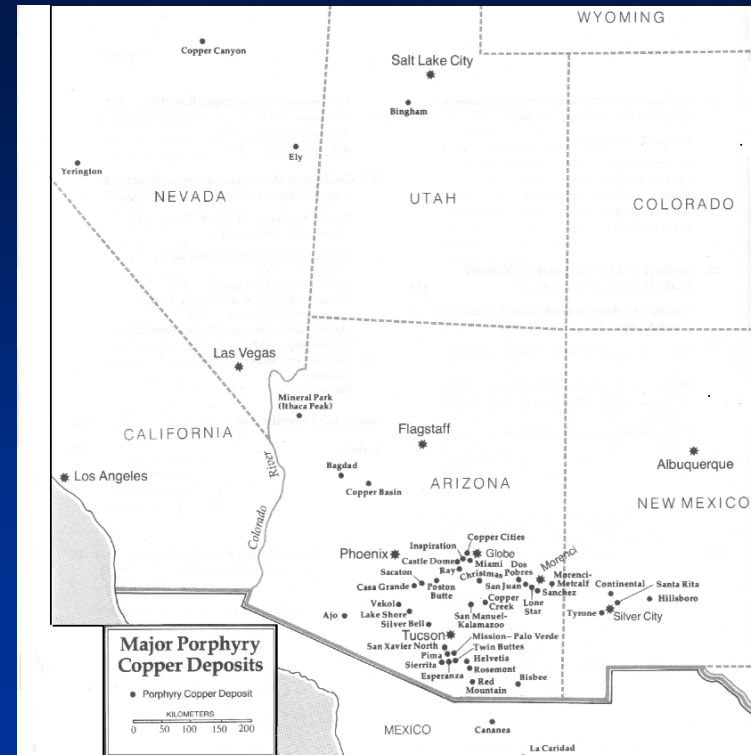 WYOMING
Copper Canyon
Salt Lake City
Bingham
Ely
Yerington
NEVADA
UTAH
COLORADO
Las Vegas
Mineral Park
(Ithaca Peak)
CALIFORNIA
Flagstaff
Los Angeles
Colorado River
Bagdad
Copper Basin
ARIZONA
Albuquerque
NEW MEXICO
Copper Cities
Inspiration
Phoenix
Globe
Castle Dome
Miami
Ray
Christmas
Dos
Pobres
Morenci
Sacaton
Casa Grande
Poston
Butte
San Juan
Morenci-
Metcalf
Sanchez
Lone
Star
Continental
Santa Rita
Hillsboro
Tyrone
Silver City
Vekol
Lake Shore
Ajo
Silver Bell
Copper
Creek
San Manuel-
Kalamazoo
Tucson
Mission–Palo Verde
San Xavier North
Twin Buttes
Pima
Sierrita
Helvetia
Esperanza
Rosemont
Red
Mountain
Bisbee
Major Porphyry
Copper Deposits
Porphyry Copper Deposit
KILOMETERS
0 50 100 150 200
MEXICO
Cananea
La Caridad